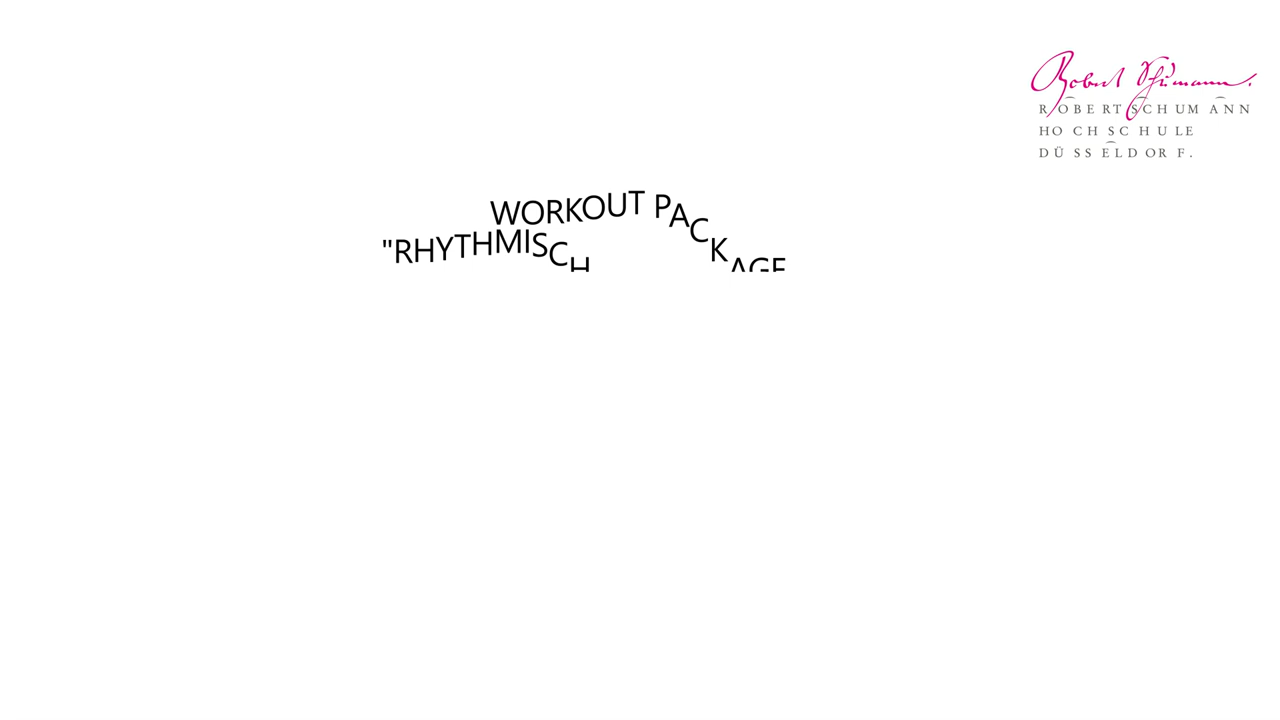 Robert Schumann.
ROBERT SCHUMANN
HOCHSCHULE
DÜSSELDORF.
WORKOUT PACKAGE
"RHYTHMISCH